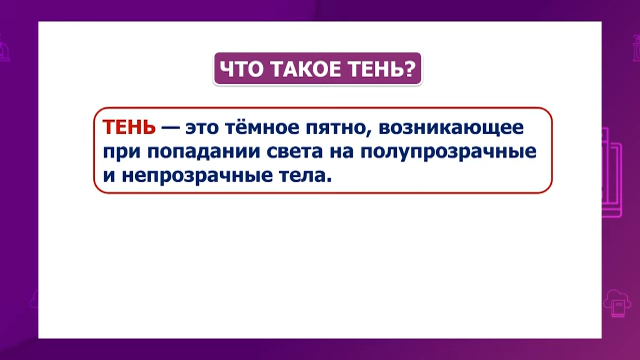 ЧТО ТАКОЕ ТЕНЬ?
ТЕНЬ — это тёмное пятно, возникающее
при попадании света на полупрозрачные
и непрозрачные тела.